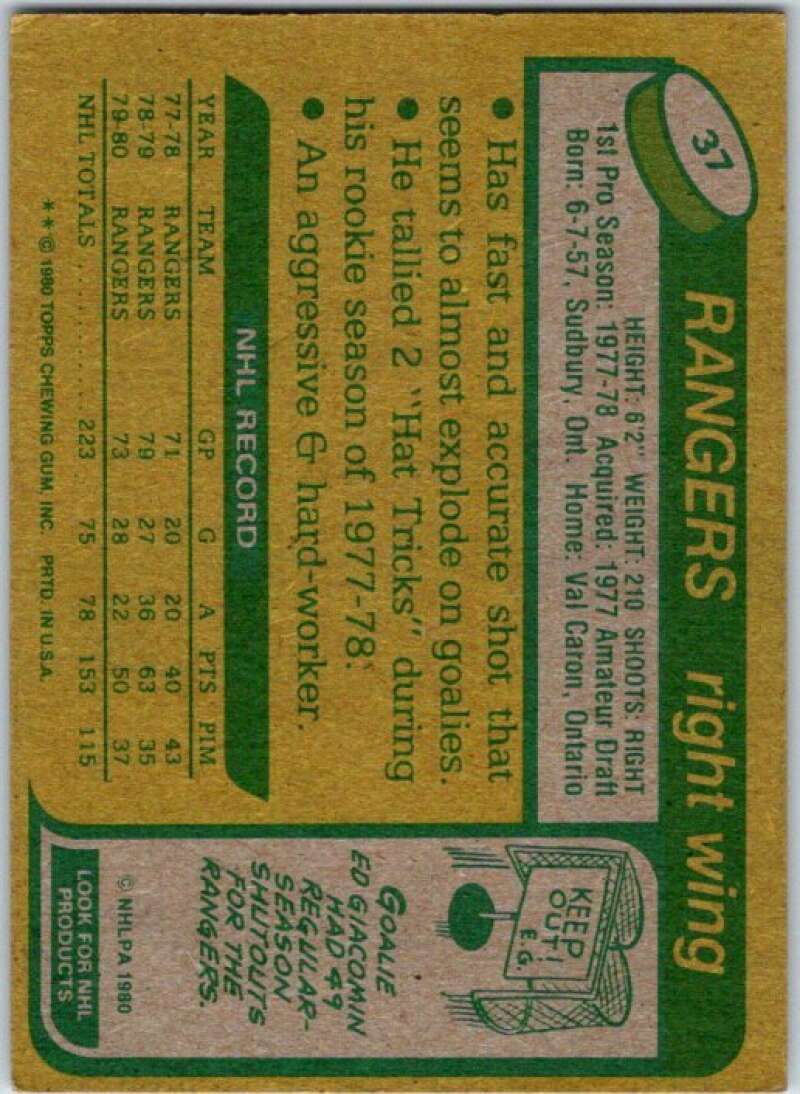 37
RANGERS right wing
HEIGHT: 6'2" WEIGHT: 210 SHOOTS: RIGHT
1st Pro Season: 1977-78 Acquired: 1977 Amateur Draft
Born: 6-7-57, Sudbury, Ont. Home: Val Caron, Ontario
• Has fast and accurate shot that
seems to almost explode on goalies.
• He tallied 2 "Hat Tricks" during
his rookie season of 1977-78.
• An aggressive & hard-worker.
NHL RECORD
YEAR TEAM GP G A PTS PIM
77-78 RANGERS 71 20 20 40 43
78-79 RANGERS 79 27 36 63 35
79-80 RANGERS 73 28 22 50 37
NHL TOTALS .............. 223 75 78 153 115
** © 1980 TOPPS CHEWING GUM, INC. PRTD. IN U.S.A.
KEEP
OUT!
E.G.
GOALIE
ED GIACOMIN
HAD 49
REGULAR-
SEASON
SHUTOUTS
FOR THE
RANGERS.
© NHLPA 1980
LOOK FOR NHL
PRODUCTS